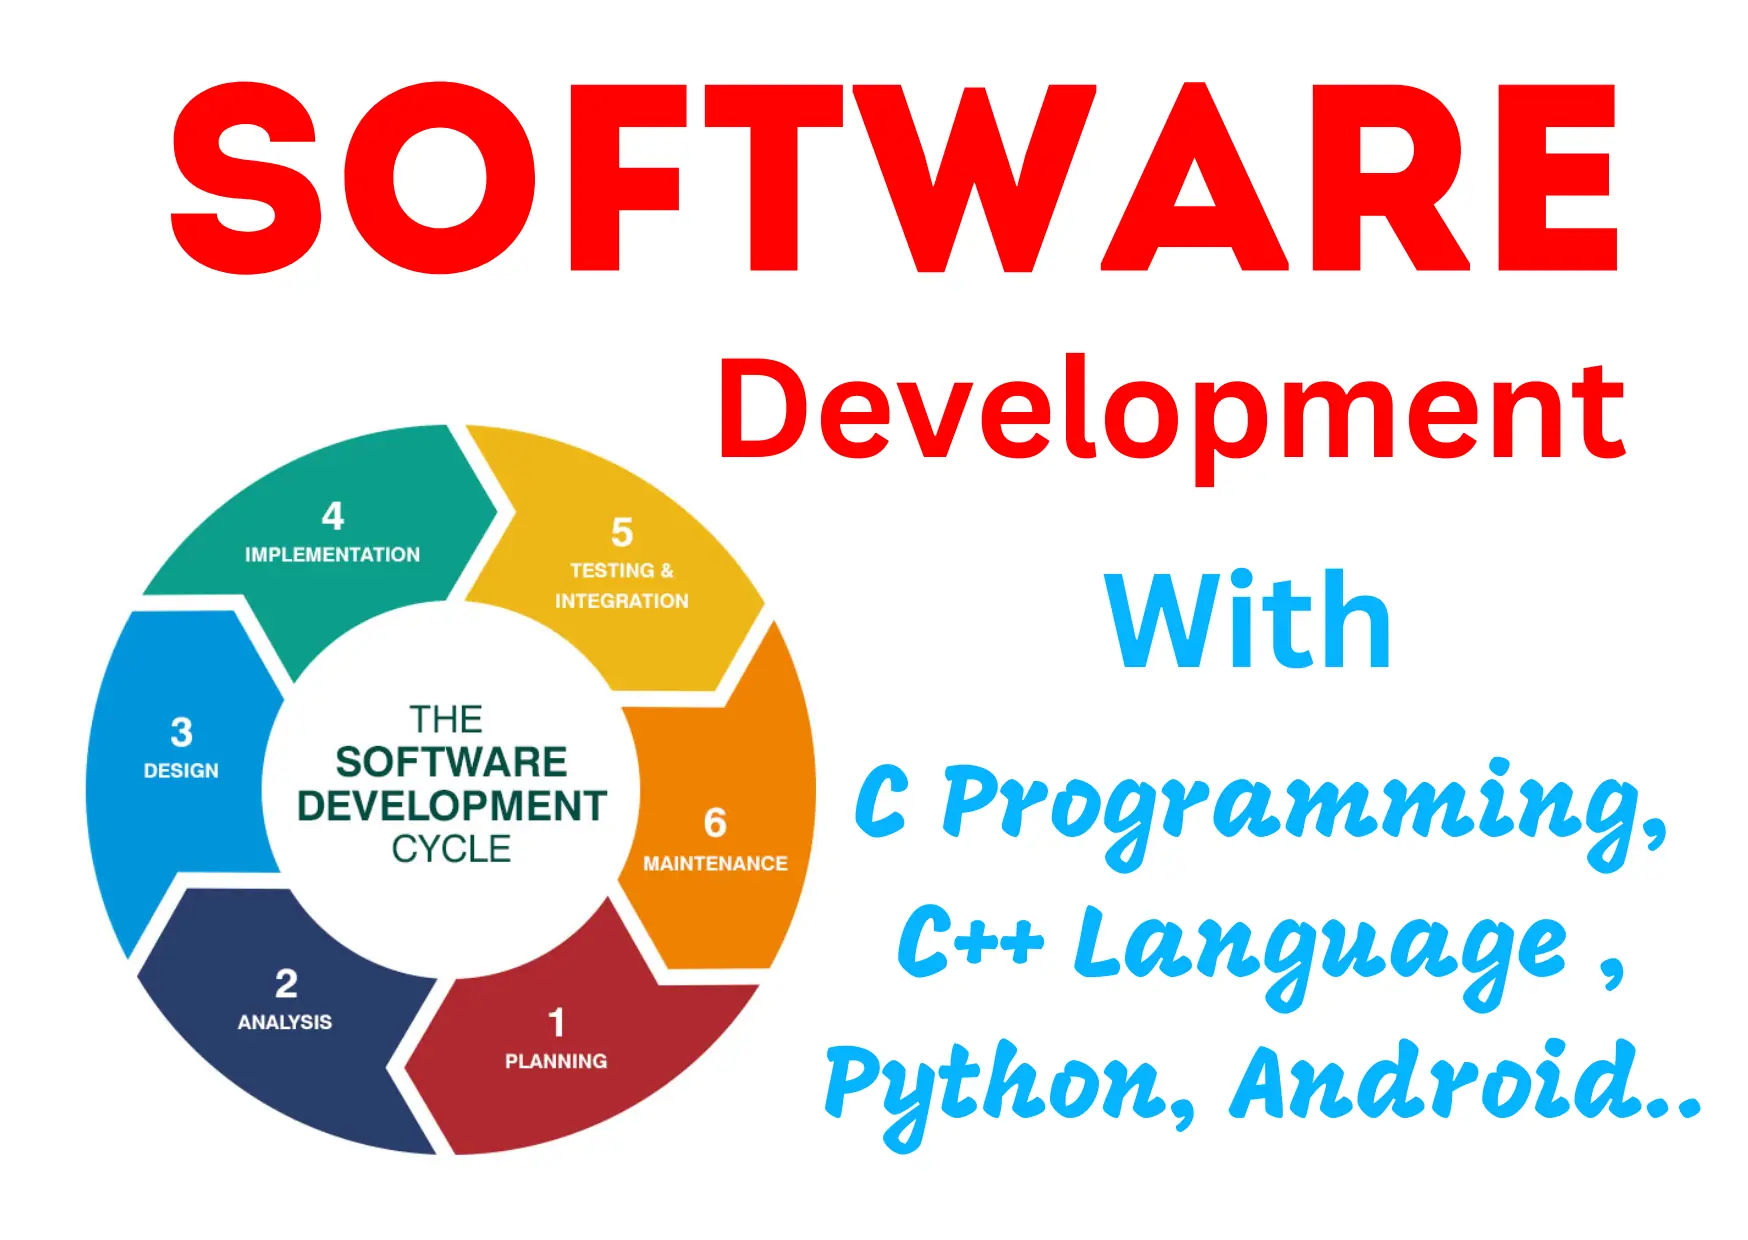 SOFTWARE
Development
With
C Programming,
C++ Language ,
Python, Android..
THE
SOFTWARE
DEVELOPMENT
CYCLE
1
PLANNING
2
ANALYSIS
3
DESIGN
4
IMPLEMENTATION
5
TESTING &
INTEGRATION
6
MAINTENANCE